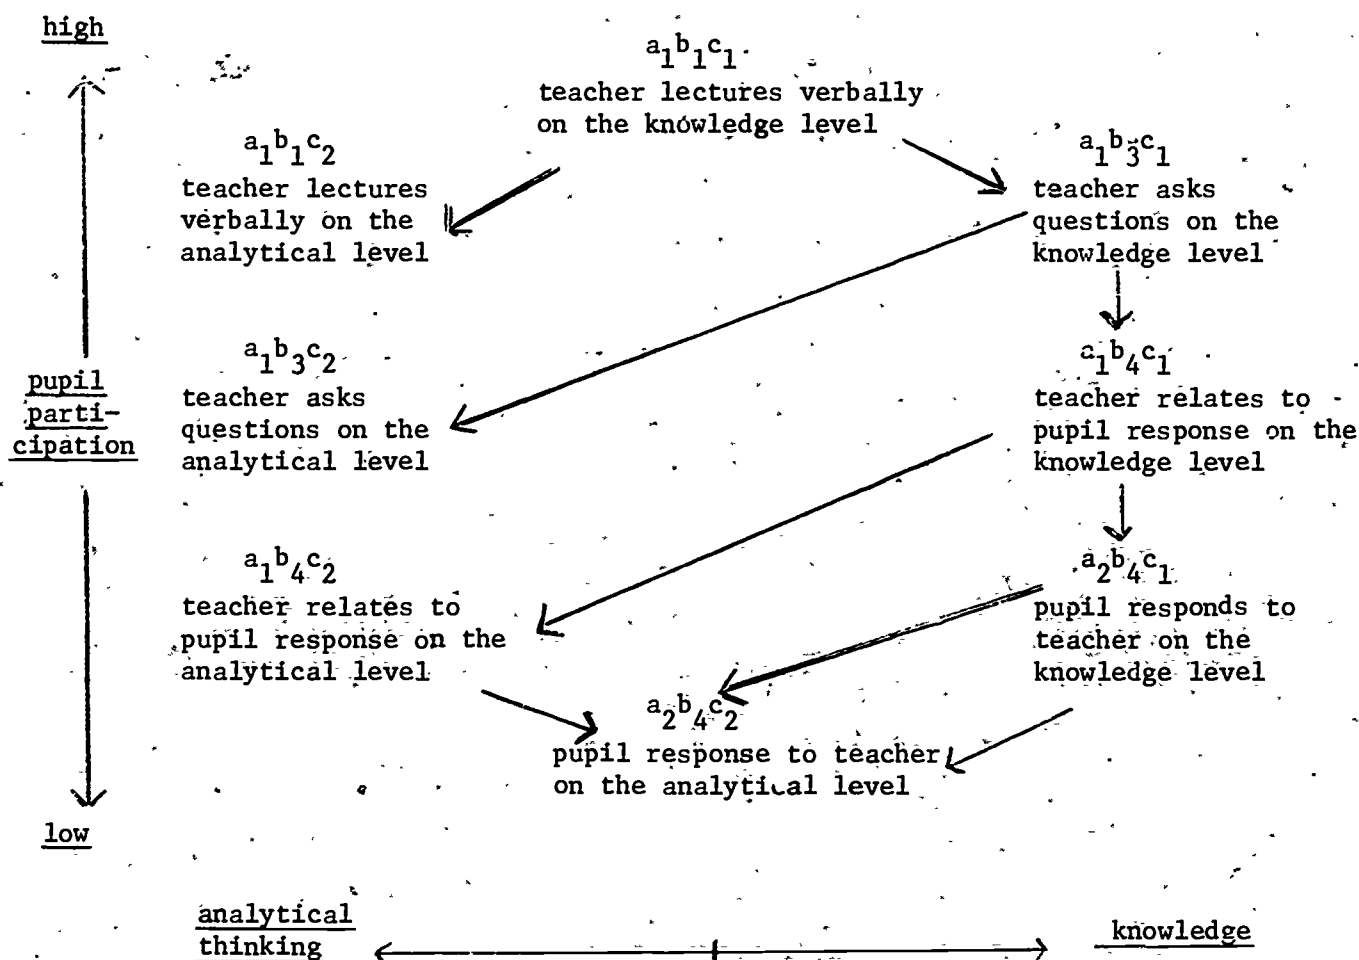 high
a₁b₁c₁
teacher lectures verbally
on the knowledge level
a₁b₁c₂
teacher lectures
verbally on the
analytical level
a₁b₃c₁
teacher asks
questions on the
knowledge level
a₁b₃c₂
teacher asks
questions on the
analytical level
a₁b₄c₁
teacher relates to
pupil response on the
knowledge level
pupil
parti-
cipation
a₁b₄c₂
teacher relates to
pupil response on the
analytical level
a₂b₄c₁
pupil responds to
teacher on the
knowledge level
a₂b₄c₂
pupil response to teacher
on the analytical level
low
analytical
thinking
knowledge